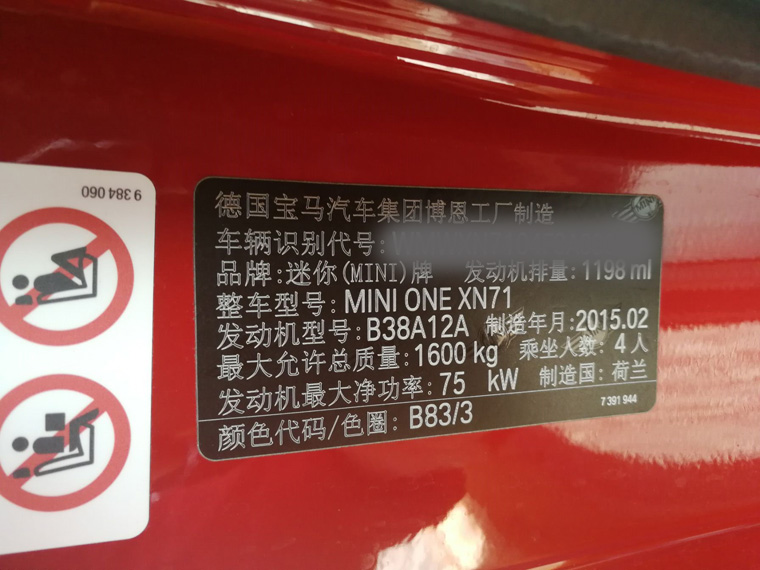 9 384 060
德国宝马汽车集团博恩工厂制造
车辆识别代号:
品牌:迷你(MINI)牌 发动机排量: 1198 ml
整车型号: MINI ONE XN71
发动机型号: B38A12A 制造年月:2015.02
最大允许总质量: 1600 kg 乘坐人数: 4 人
发动机最大净功率: 75 kW 制造国: 荷兰
7 391 944
颜色代码/色圈: B83/3